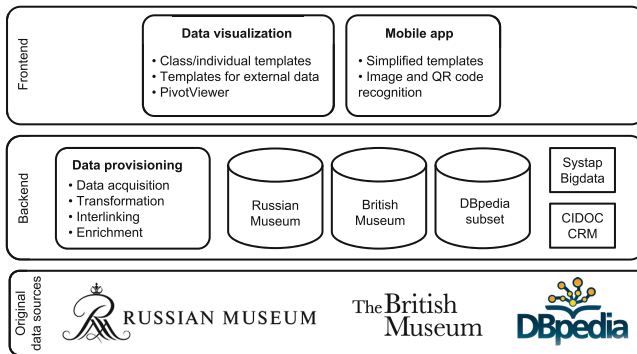 Frontend
Data visualization
• Class/individual templates
• Templates for external data
• PivotViewer
Mobile app
• Simplified templates
• Image and QR code
recognition
Backend
Data provisioning
• Data acquisition
• Transformation
• Interlinking
• Enrichment
Russian
Museum
British
Museum
DBpedia
subset
Systap
Bigdata
CIDOC
CRM
Original
data sources
RUSSIAN MUSEUM
The British
Museum
DBpedia